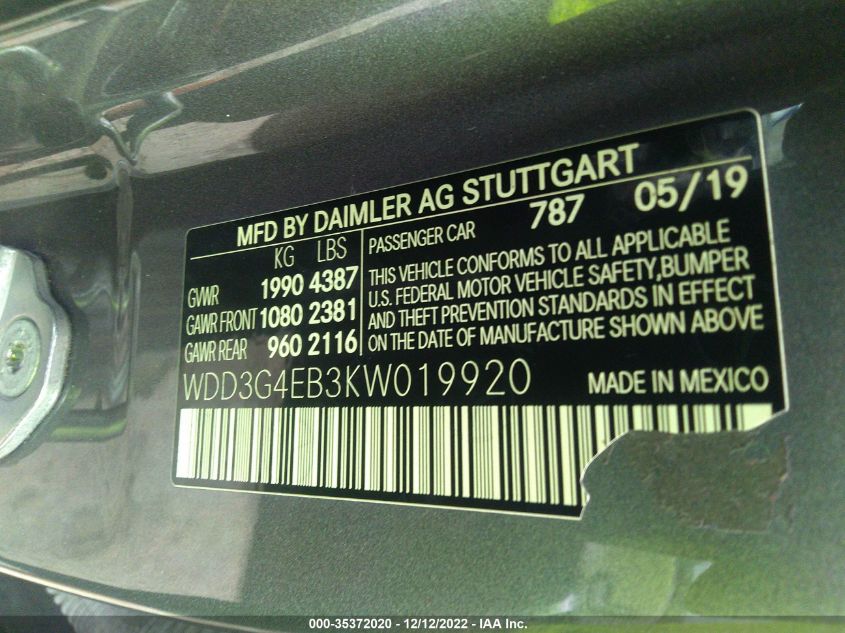 MFD BY DAIMLER AG STUTTGART
KG LBS
GVWR 1990 4387
GAWR FRONT 1080 2381
GAWR REAR 960 2116
PASSENGER CAR 787 05/19
THIS VEHICLE CONFORMS TO ALL APPLICABLE
U.S. FEDERAL MOTOR VEHICLE SAFETY,BUMPER
AND THEFT PREVENTION STANDARDS IN EFFECT
ON THE DATE OF MANUFACTURE SHOWN ABOVE
WDD3G4EB3KW019920 MADE IN MEXICO
000-35372020 - 12/12/2022 - IAA Inc.